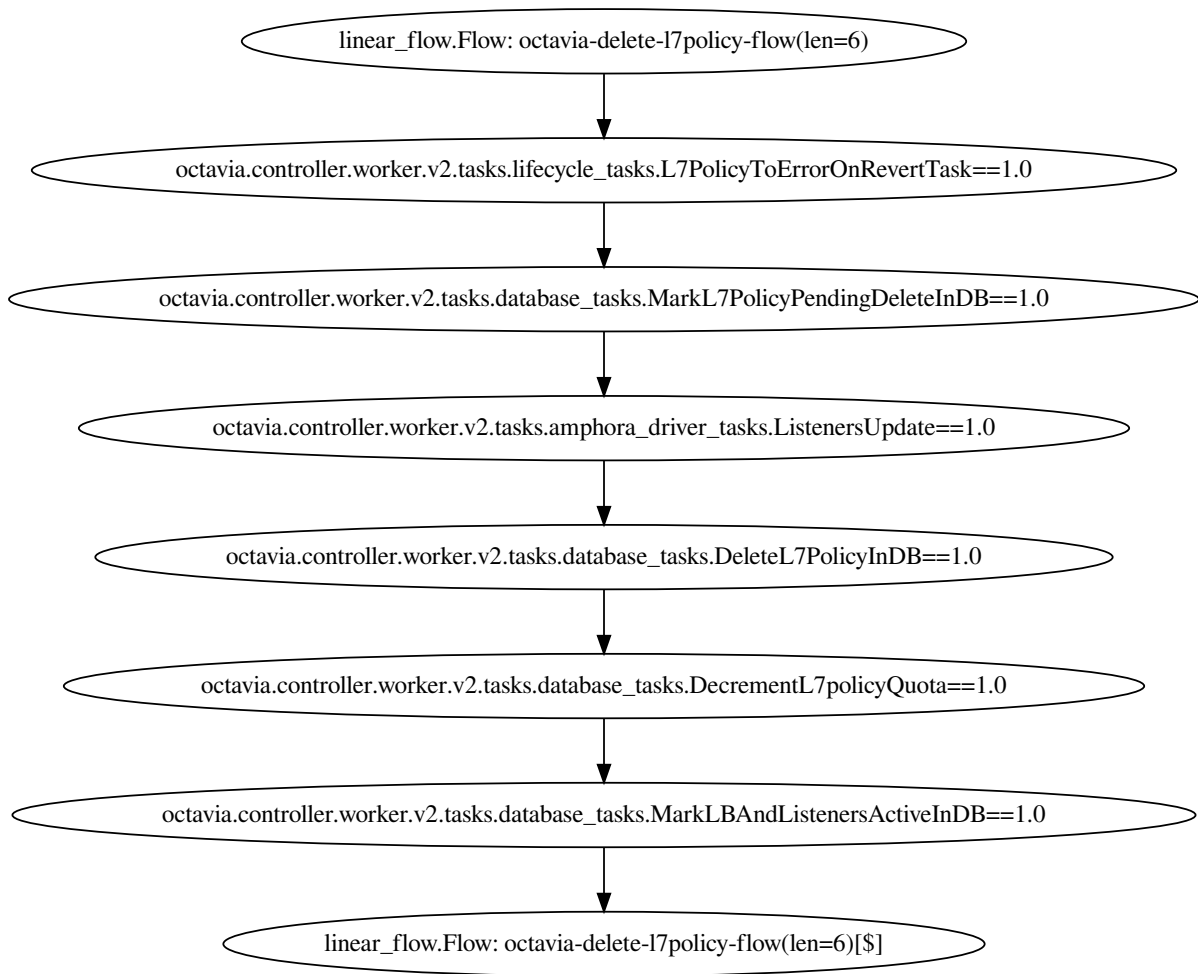 linear_flow.Flow: octavia-delete-l7policy-flow(len=6)
octavia.controller.worker.v2.tasks.lifecycle_tasks.L7PolicyToErrorOnRevertTask==1.0
octavia.controller.worker.v2.tasks.database_tasks.MarkL7PolicyPendingDeleteInDB==1.0
octavia.controller.worker.v2.tasks.amphora_driver_tasks.ListenersUpdate==1.0
octavia.controller.worker.v2.tasks.database_tasks.DeleteL7PolicyInDB==1.0
octavia.controller.worker.v2.tasks.database_tasks.DecrementL7policyQuota==1.0
octavia.controller.worker.v2.tasks.database_tasks.MarkLBAndListenersActiveInDB==1.0
linear_flow.Flow: octavia-delete-l7policy-flow(len=6)[$]